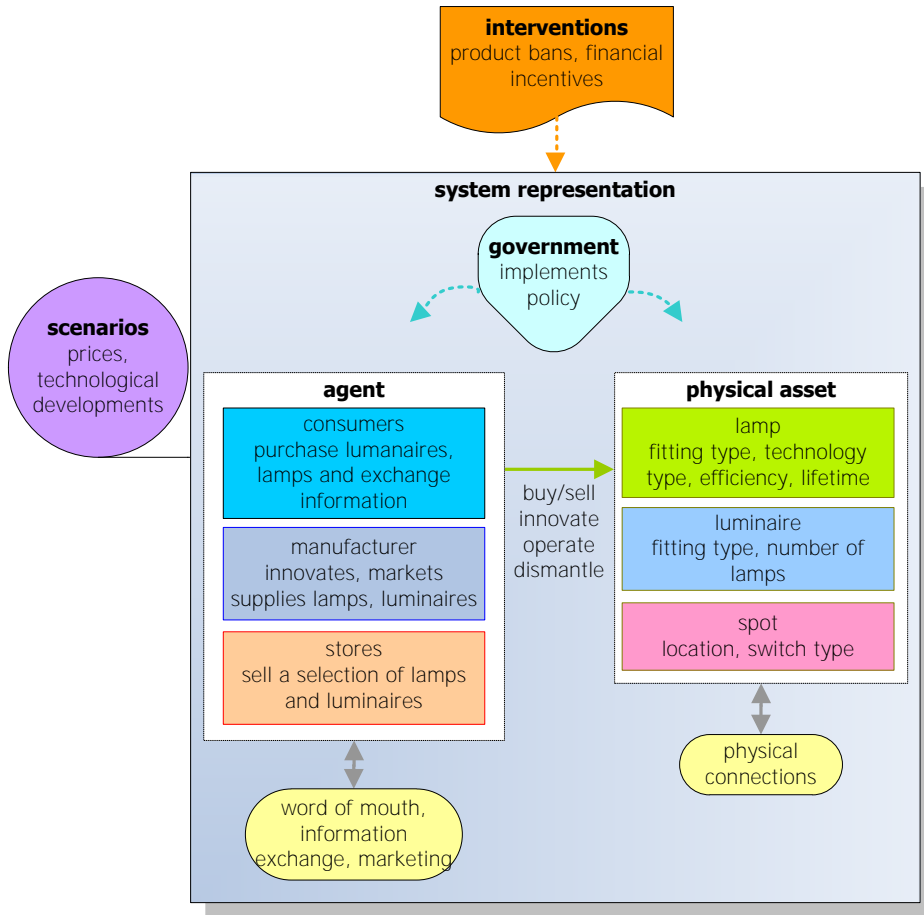 interventions
product bans, financial
incentives
system representation
government
implements
policy
scenarios
prices,
technological
developments
agent
consumers
purchase lumanaires,
lamps and exchange
information
manufacturer
innovates, markets
supplies lamps, luminaires
stores
sell a selection of lamps
and luminaires
buy/sell
innovate
operate
dismantle
physical asset
lamp
fitting type, technology
type, efficiency, lifetime
luminaire
fitting type, number of
lamps
spot
location, switch type
word of mouth,
information
exchange, marketing
physical
connections